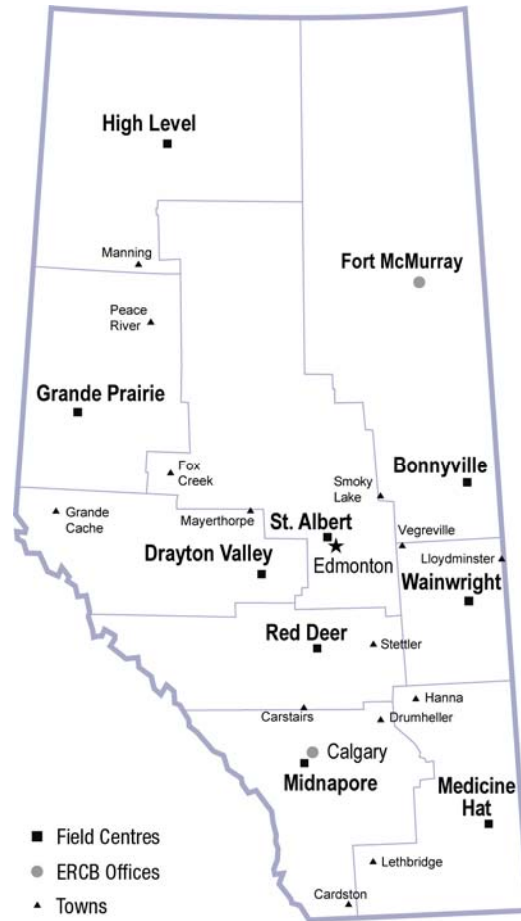 High Level
Manning
Fort McMurray
Peace
River
Grande Prairie
Fox
Creek
Bonnyville
Smoky
Lake
Grande
Cache
Mayerthorpe
St. Albert
Vegreville
Edmonton
Lloydminster
Drayton Valley
Wainwright
Red Deer
Stettler
Hanna
Carstairs
Drumheller
Calgary
Midnapore
Medicine
Hat
Field Centres
Lethbridge
ERCB Offices
Cardston
Towns